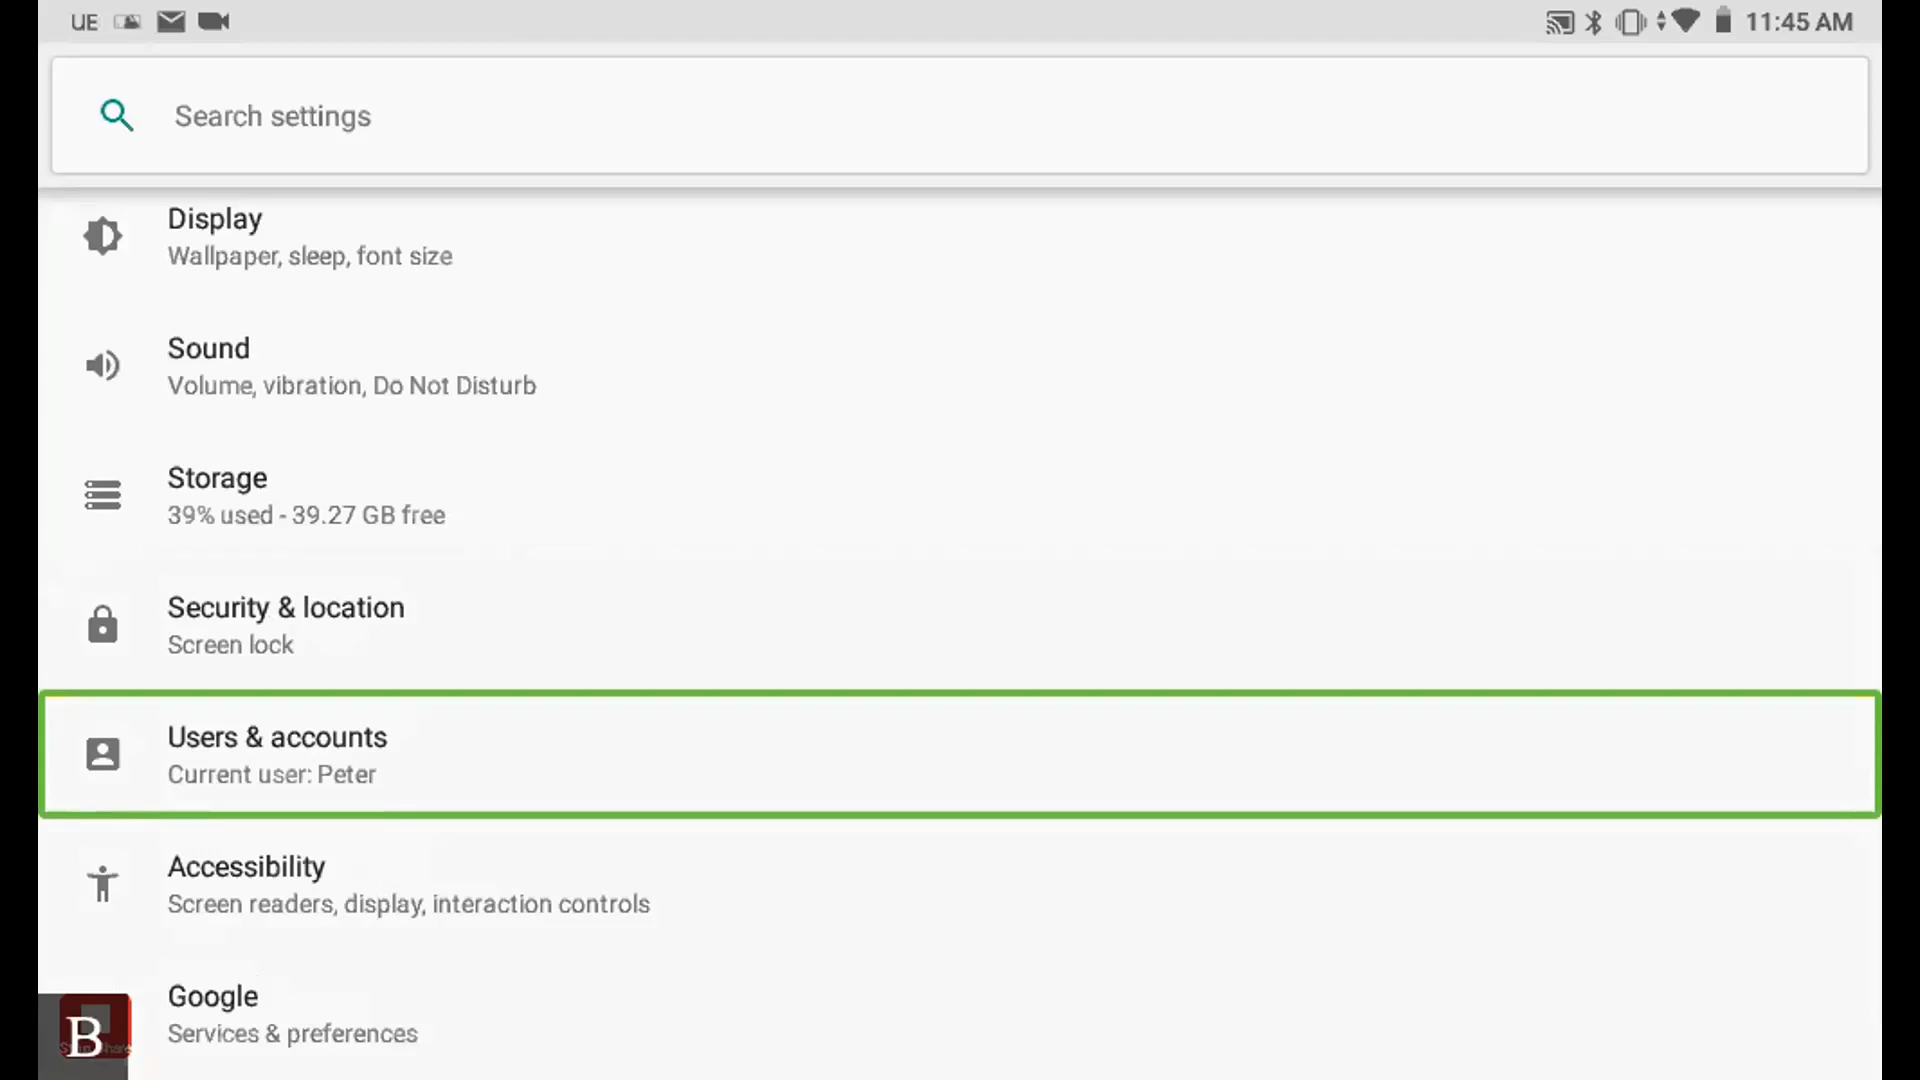 UE 11:45 AM
Search settings
Display
Wallpaper, sleep, font size
Sound
Volume, vibration, Do Not Disturb
Storage
39% used - 39.27 GB free
Security & location
Screen lock
Users & accounts
Current user: Peter
Accessibility
Screen readers, display, interaction controls
Google
Services & preferences
B